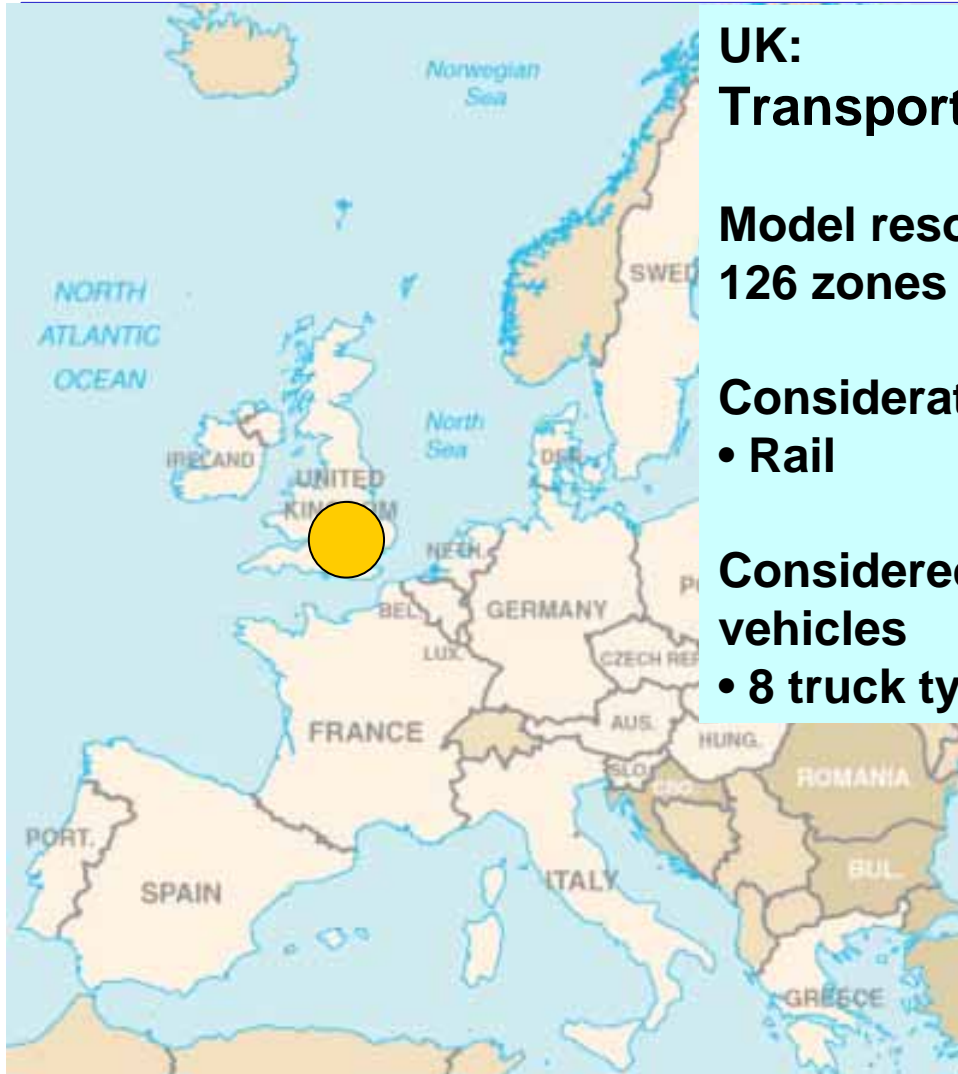 UK:
Transport
Model reso
126 zones
Considerat
• Rail
Considered
vehicles
• 8 truck ty
Norwegian
Sea
NORTH
ATLANTIC
OCEAN
SWED
North
Sea
DEN.
IRELAND
UNITED
KINGDOM
NETH.
BEL.
GERMANY
LUX.
CZECH REP
FRANCE
AUS.
HUNG.
SLO.
ROMANIA
PORT.
SPAIN
ITALY
BUL.
GREECE